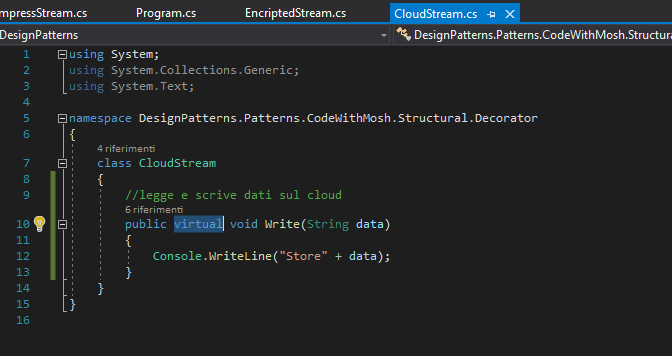 mpressStream.cs Program.cs EncriptedStream.cs CloudStream.cs
DesignPatterns DesignPatterns.Patterns.CodeWithMosh.Structura
1 using System;
2 using System.Collections.Generic;
3 using System.Text;
4
5 namespace DesignPatterns.Patterns.CodeWithMosh.Structural.Decorator
6 {
4 riferimenti
7 class CloudStream
8 {
9 //legge e scrive dati sul cloud
6 riferimenti
10 public virtual void Write(String data)
11 {
12 Console.WriteLine("Store" + data);
13 }
14 }
15 }
16